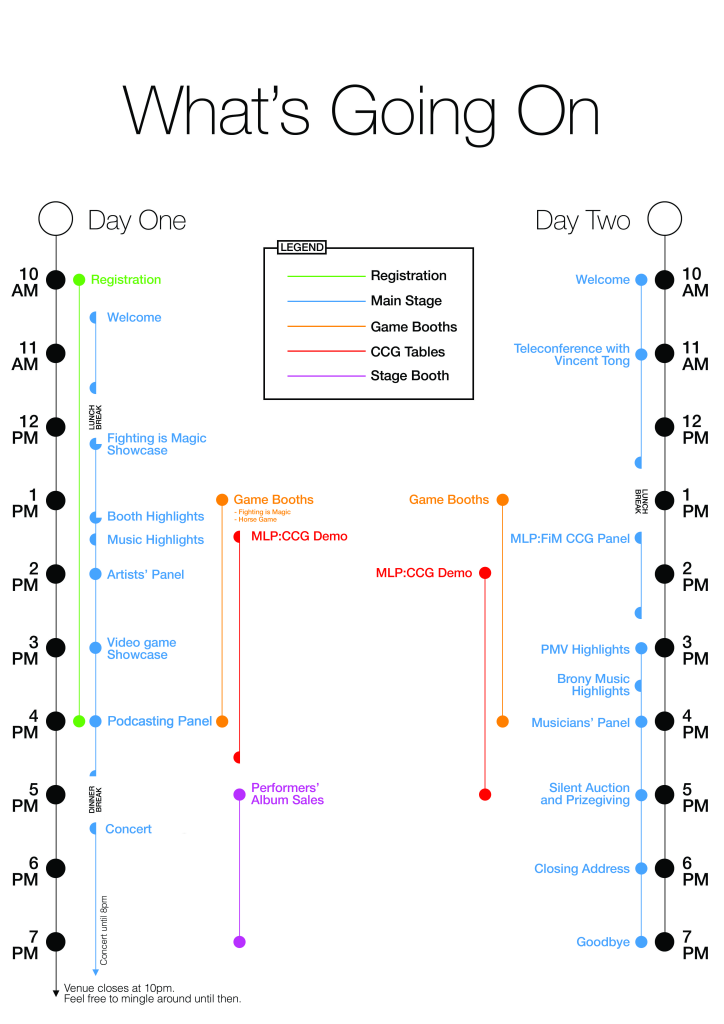 What's Going On
Day One
Day Two
LEGEND
Registration
Main Stage
Game Booths
CCG Tables
Stage Booth
10
AM
Registration
Welcome
11
AM
LUNCH
BREAK
12
PM
Fighting is Magic
Showcase
1
PM
Booth Highlights
Music Highlights
2
PM
Artists' Panel
3
PM
Video game
Showcase
4
PM
Podcasting Panel
5
PM
DINNER
BREAK
Concert
6
PM
Concert until 8pm
7
PM
Venue closes at 10pm.
Feel free to mingle around until then.
Game Booths
- Fighting is Magic
- Horse Game
MLP:CCG Demo
Performers'
Album Sales
Game Booths
MLP:CCG Demo
Welcome
10
AM
Teleconference with
Vincent Tong
11
AM
12
PM
LUNCH
BREAK
1
PM
MLP:FiM CCG Panel
2
PM
PMV Highlights
3
PM
Brony Music
Highlights
Musicians' Panel
4
PM
Silent Auction
and Prizegiving
5
PM
Closing Address
6
PM
Goodbye
7
PM